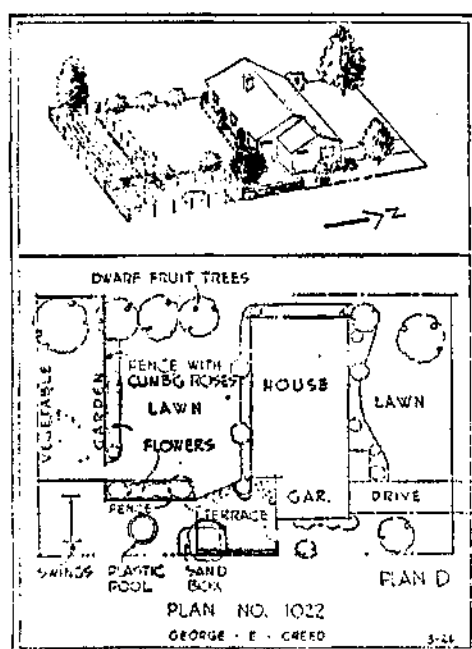 N
DWARF FRUIT TREES
FENCE WITH
CLIMBG ROSES
HOUSE
LAWN
LAWN
VEGETABLE
GARDEN
FLOWERS
GAR.
DRIVE
FENCE
TERRACE
SWINGS
PLASTIC
POOL
SAND
BOX
PLAN D
PLAN NO. 1022
GEORGE - E - CREED